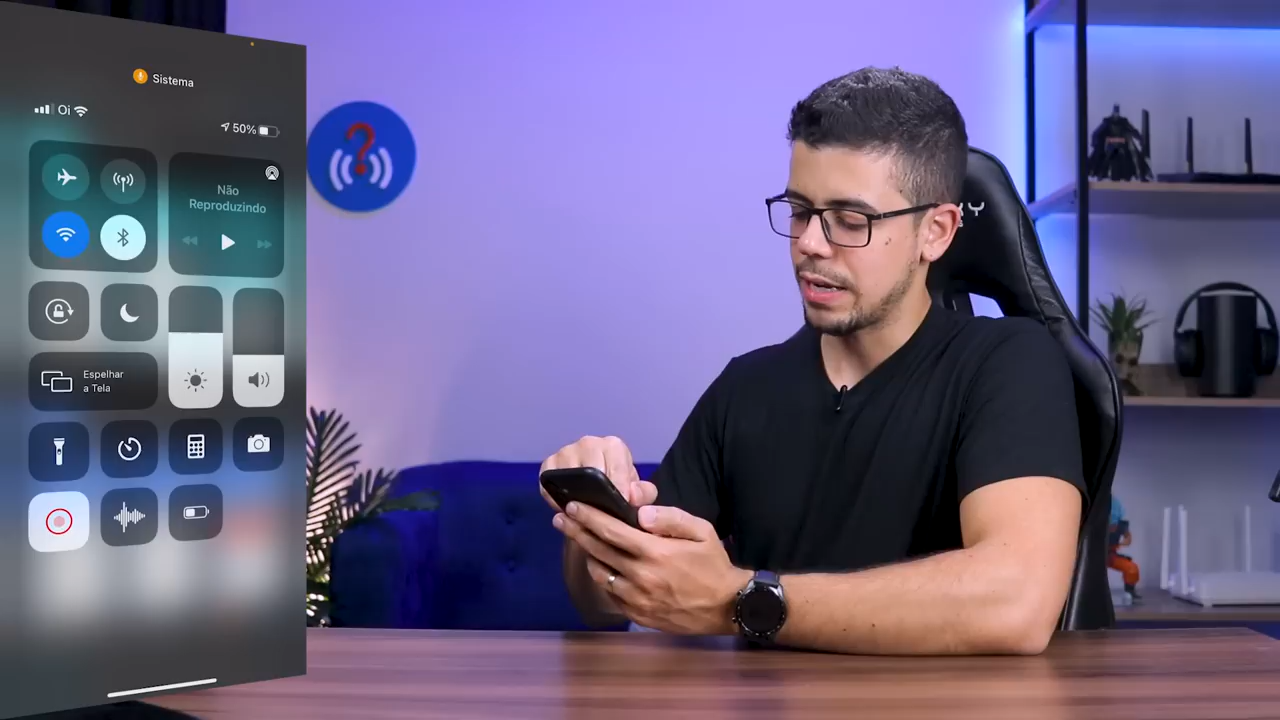 Sistema
Oi
50%
Não
Reproduzindo
Espelhar
a Tela
?